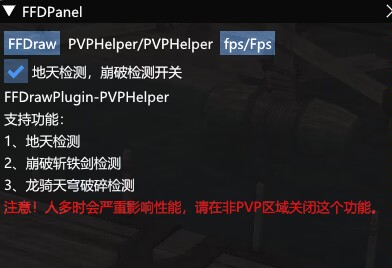 FFDPanel
FFDraw PVPHelper/PVPHelper fps/Fps
地天检测，崩破检测开关
FFDrawPlugin-PVPHelper
支持功能：
1、地天检测
2、崩破斩铁剑检测
3、龙骑天穹破碎检测
注意！人多时会严重影响性能，请在非PVP区域关闭这个功能。